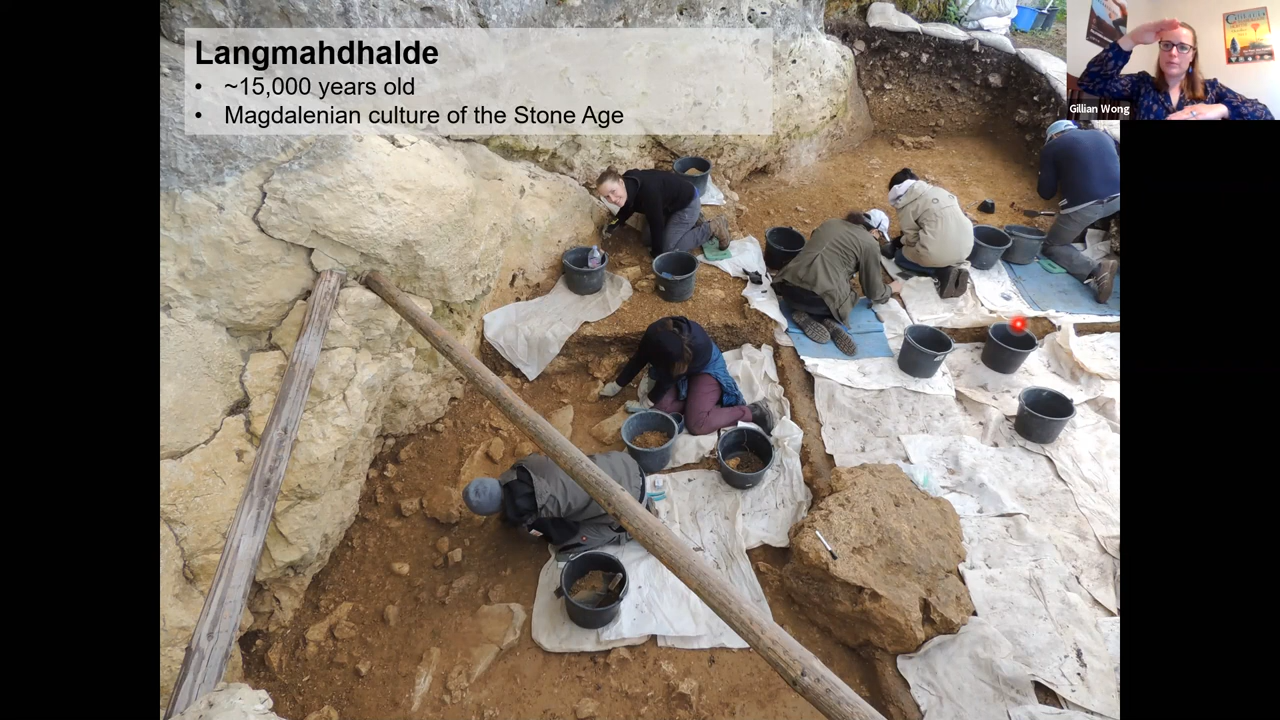 Langmahdhalde
• ~15,000 years old
• Magdalenian culture of the Stone Age
Gillian Wong